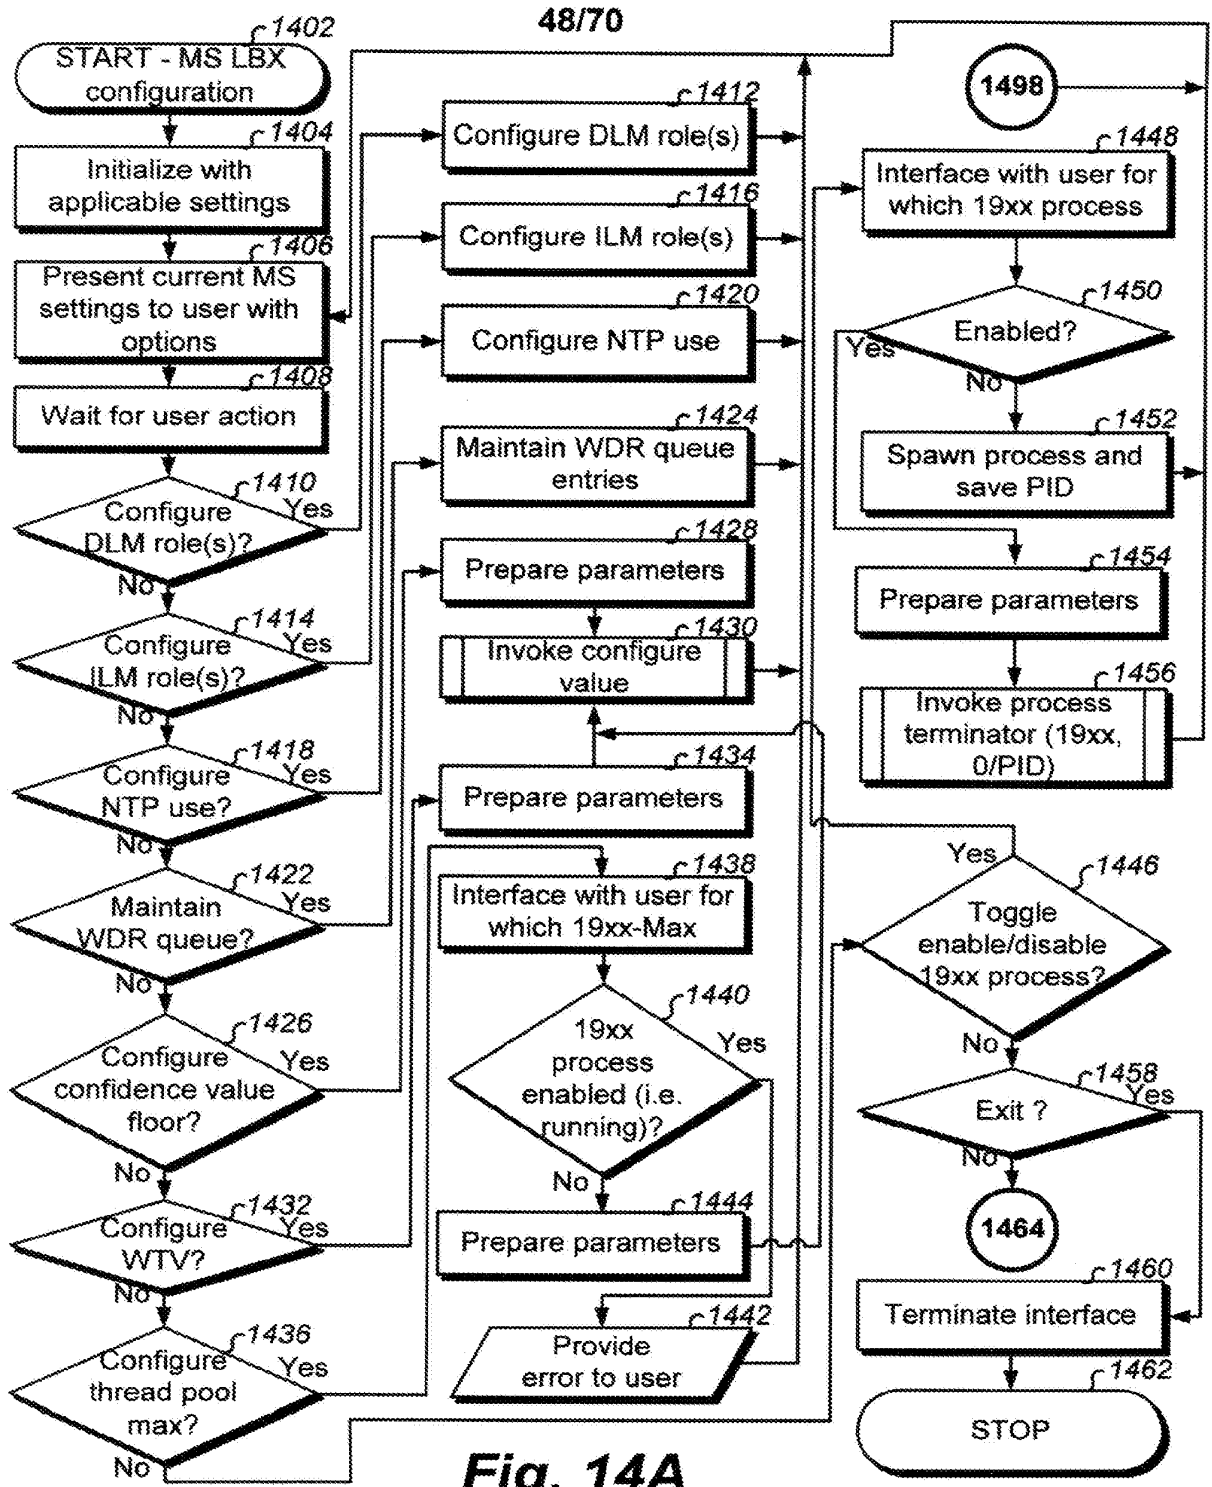 48/70
1402
START - MS LBX
configuration
1404
Initialize with
applicable settings
1406
Present current MS
settings to user with
options
1408
Wait for user action
1410
Configure
DLM role(s)?
Yes
No
1414
Configure
ILM role(s)?
Yes
No
1418
Configure
NTP use?
Yes
No
1422
Maintain
WDR queue?
Yes
No
1426
Configure
confidence value
floor?
Yes
No
1432
Configure
WTV?
Yes
No
1436
Configure
thread pool
max?
Yes
No
1412
Configure DLM role(s)
1416
Configure ILM role(s)
1420
Configure NTP use
1424
Maintain WDR queue
entries
1428
Prepare parameters
1430
Invoke configure
value
1434
Prepare parameters
1438
Interface with user for
which 19xx-Max
1440
19xx
process
enabled (i.e.
running)?
Yes
No
1444
Prepare parameters
1442
Provide
error to user
1498
1448
Interface with user for
which 19xx process
1450
Enabled?
Yes
No
1452
Spawn process and
save PID
1454
Prepare parameters
1456
Invoke process
terminator (19xx,
0/PID)
Yes
1446
Toggle
enable/disable
19xx process?
No
1458
Exit ?
Yes
No
1464
1460
Terminate interface
1462
STOP
Fig. 14A